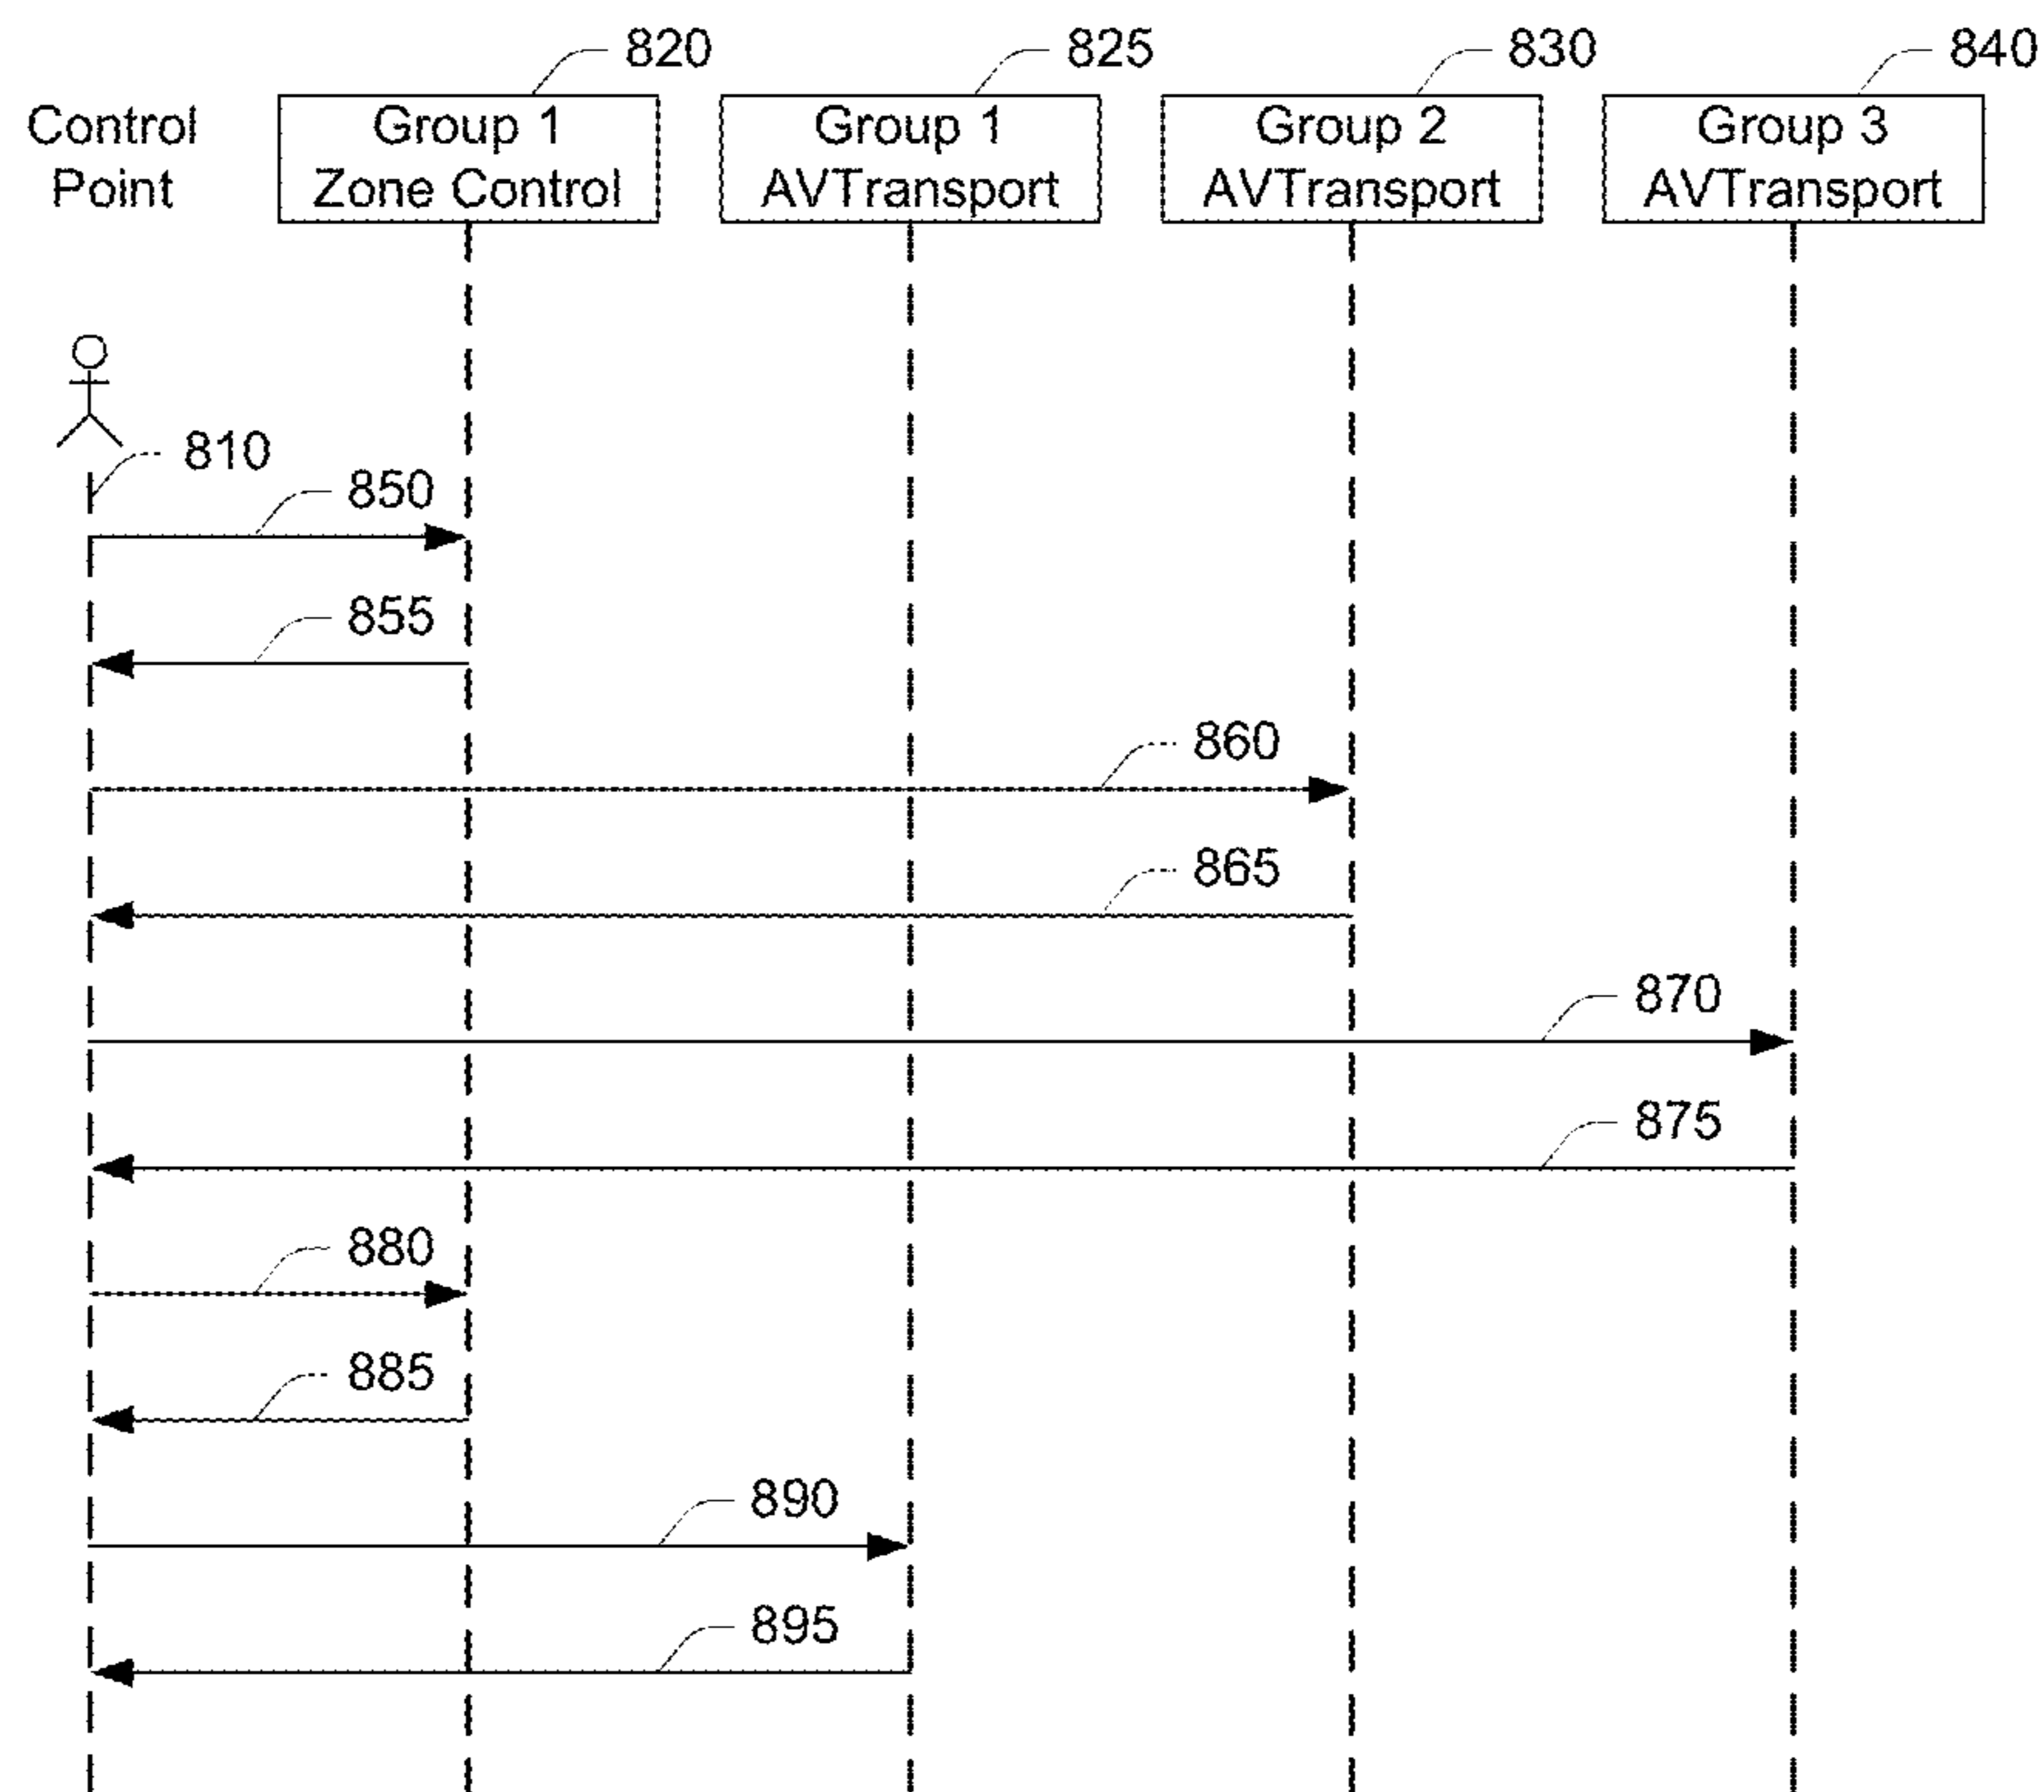 820
825
830
840
Control
Point
Group 1
Zone Control
Group 1
AVTransport
Group 2
AVTransport
Group 3
AVTransport
810
850
855
860
865
870
875
880
885
890
895